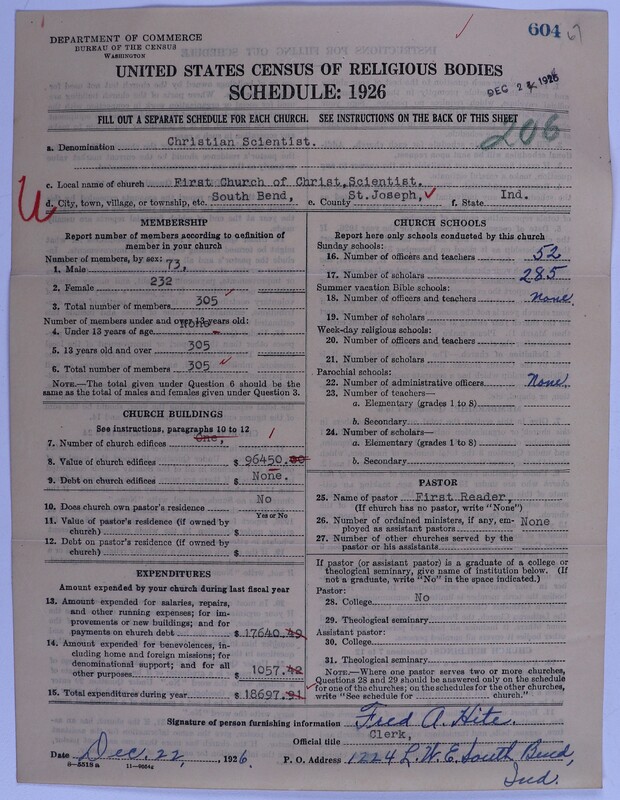 604 67
DEPARTMENT OF COMMERCE
BUREAU OF THE CENSUS
WASHINGTON
UNITED STATES CENSUS OF RELIGIOUS BODIES
SCHEDULE: 1926
DEC 2 1926
FILL OUT A SEPARATE SCHEDULE FOR EACH CHURCH. SEE INSTRUCTIONS ON THE BACK OF THIS SHEET
206
a. Denomination Christian Scientist.
c. Local name of church First Church of Christ,Scientist.
d. City, town, village, or township, etc. South Bend, e. County St.Joseph, f. State Ind.
MEMBERSHIP
Report number of members according to definition of
member in your church
Number of members, by sex:
1. Male 73,
2. Female 232
3. Total number of members 305
Number of members under and over 13 years old:
4. Under 13 years of age None
5. 13 years old and over 305
6. Total number of members 305
NOTE.—The total given under Question 6 should be the
same as the total of males and females given under Question 3.
CHURCH BUILDINGS
See instructions, paragraphs 10 to 12
7. Number of church edifices One, 1
8. Value of church edifices $ 96450.00
9. Debt on church edifices $ None.
10. Does church own pastor's residence No
Yes or No
11. Value of pastor's residence (if owned by
church) $
12. Debt on pastor's residence (if owned by
church) $
EXPENDITURES
Amount expended by your church during last fiscal year
13. Amount expended for salaries, repairs,
and other running expenses; for im-
provements or new buildings; and for
payments on church debt $ 17640.49
14. Amount expended for benevolences, in-
cluding home and foreign missions; for
denominational support; and for all
other purposes $ 1057.42
15. Total expenditures during year $ 18697.91
CHURCH SCHOOLS
Report here only schools conducted by this church
Sunday schools:
16. Number of officers and teachers 52
17. Number of scholars 285
Summer vacation Bible schools:
18. Number of officers and teachers None
19. Number of scholars
Week-day religious schools:
20. Number of officers and teachers
21. Number of scholars
Parochial schools:
22. Number of administrative officers None
23. Number of teachers—
a. Elementary (grades 1 to 8)
b. Secondary
24. Number of scholars—
a. Elementary (grades 1 to 8)
b. Secondary
PASTOR
25. Name of pastor First Reader,
(If church has no pastor, write "None")
26. Number of ordained ministers, if any, em-
ployed as assistant pastors None
27. Number of other churches served by the
pastor or his assistants
If pastor (or assistant pastor) is a graduate of a college or
theological seminary, give name of institution below. (If
not a graduate, write "No" in the space indicated.)
Pastor:
28. College No
29. Theological seminary
Assistant pastor:
30. College
31. Theological seminary
NOTE.—Where one pastor serves two or more churches,
Questions 28 and 29 should be answered only on the schedule
for one of the churches; on the schedules for the other churches,
write "See schedule for church."
Signature of person furnishing information Fred A. Hite.
Official title Clerk,
Date Dec. 22, 1926 P. O. Address 1224 L.W.E. South Bend,
Ind.
8—5518a 11—9804